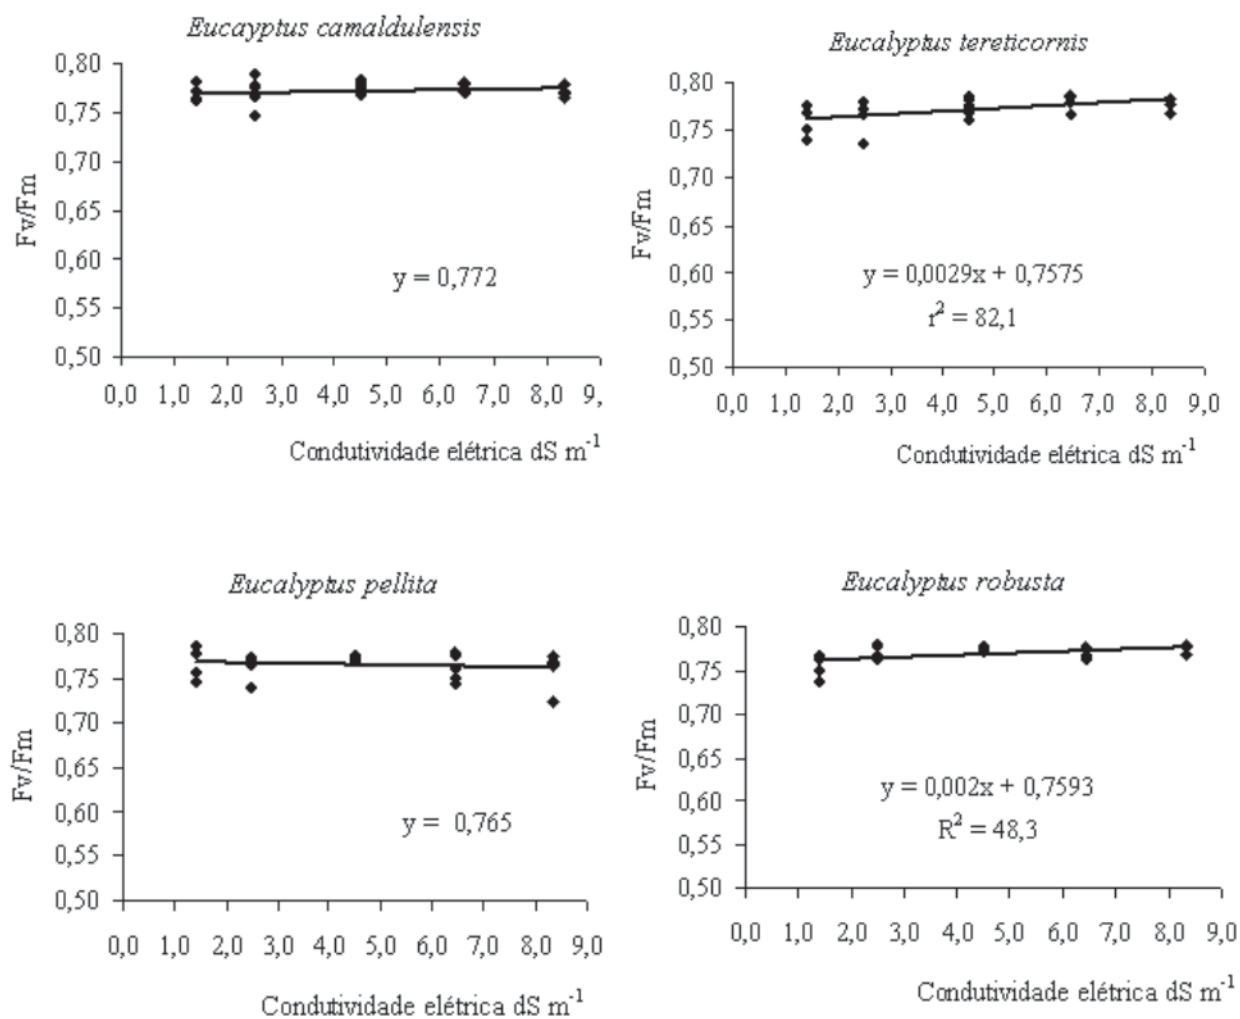 Eucayptus camaldulensis
0,80
0,75
0,70
0,65
0,60
0,55
0,50
Fv/Fm
y = 0,772
0,0 1,0 2,0 3,0 4,0 5,0 6,0 7,0 8,0 9,
Condutividade elétrica dS m⁻¹
Eucalyptus tereticornis
0,80
0,75
0,70
0,65
0,60
0,55
0,50
Fv/Fm
y = 0,0029x + 0,7575
r² = 82,1
0,0 1,0 2,0 3,0 4,0 5,0 6,0 7,0 8,0 9,0
Condutividade elétrica dS m⁻¹
Eucalyptus pellita
0,80
0,75
0,70
0,65
0,60
0,55
0,50
Fv/Fm
y = 0,765
0,0 1,0 2,0 3,0 4,0 5,0 6,0 7,0 8,0 9,0
Condutividade elétrica dS m⁻¹
Eucalyptus robusta
0,80
0,75
0,70
0,65
0,60
0,55
0,50
Fv/Fm
y = 0,002x + 0,7593
R² = 48,3
0,0 1,0 2,0 3,0 4,0 5,0 6,0 7,0 8,0 9,0
Condutividade elétrica dS m⁻¹